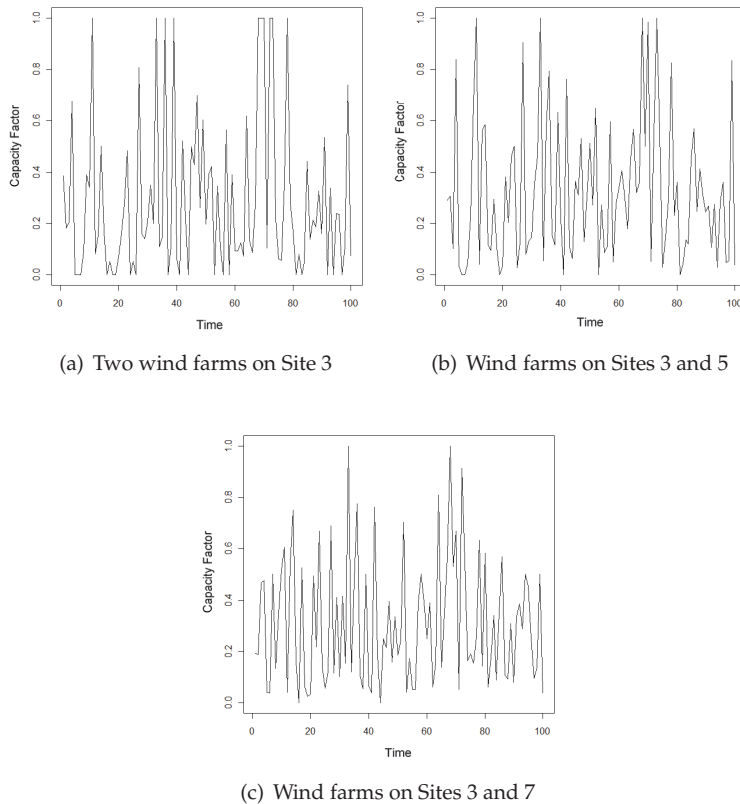 1.0
0.8
0.6
0.4
0.2
0.0
Capacity Factor
0 20 40 60 80 100
Time
(a) Two wind farms on Site 3
1.0
0.8
0.6
0.4
0.2
0.0
Capacity Factor
0 20 40 60 80 100
Time
(b) Wind farms on Sites 3 and 5
1.0
0.8
0.6
0.4
0.2
0.0
Capacity Factor
0 20 40 60 80 100
Time
(c) Wind farms on Sites 3 and 7